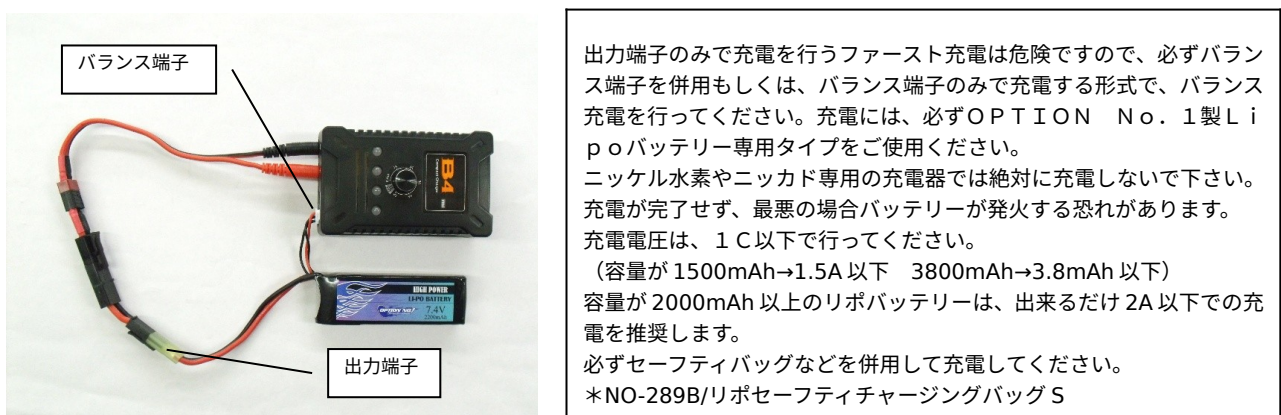 バランス端子
B4
HIGH POWER
LI-PO BATTERY
OPTION NO.1
7.4V
2200mAh
出力端子
出力端子のみで充電を行うファースト充電は危険ですので、必ずバラン
ス端子を併用もしくは、バランス端子のみで充電する形式で、バランス
充電を行ってください。充電には、必ずＯＰＴＩＯＮ　Ｎｏ．１製Ｌｉ
ｐｏバッテリー専用タイプをご使用ください。
ニッケル水素やニッカド専用の充電器では絶対に充電しないで下さい。
充電が完了せず、最悪の場合バッテリーが発火する恐れがあります。
充電電圧は、１Ｃ以下で行ってください。
（容量が 1500mAh→1.5A 以下　3800mAh→3.8mAh 以下）
容量が 2000mAh 以上のリポバッテリーは、出来るだけ 2A 以下での充
電を推奨します。
必ずセーフティバッグなどを併用して充電してください。
＊NO-289B/リポセーフティチャージングバッグ S